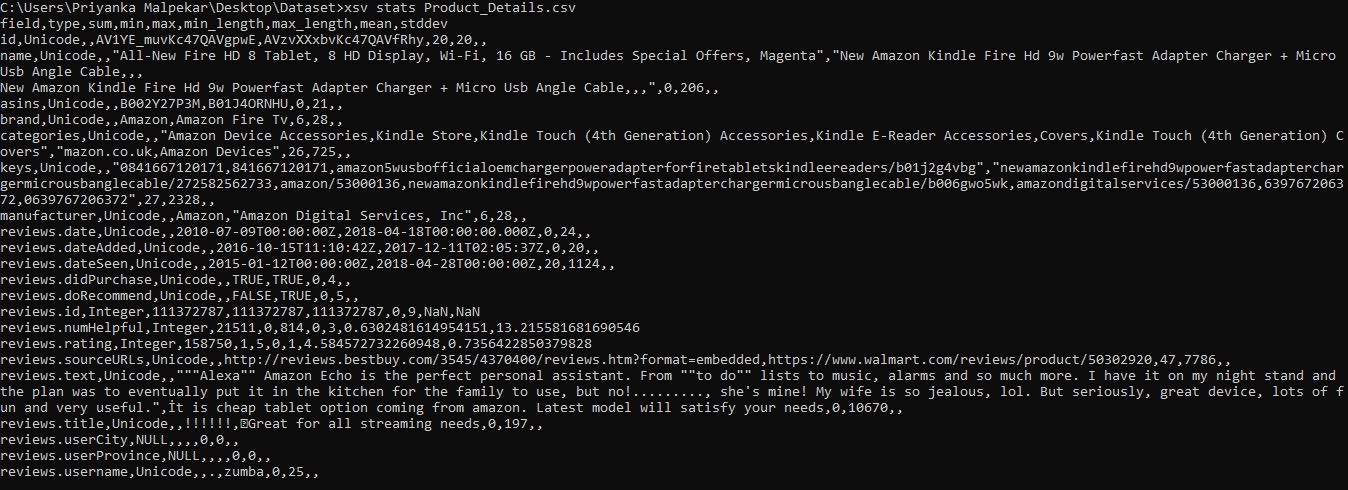 C:\Users\Priyanka Malpekar\Desktop\Dataset>xsv stats Product_Details.csv
field,type,sum,min,max,min_length,max_length,mean,stddev
id,Unicode,,AV1YE_muvKc47QAVgpwE,AVzvXXxbvKc47QAVfRhy,20,20,,
name,Unicode,,"All-New Fire HD 8 Tablet, 8 HD Display, Wi-Fi, 16 GB - Includes Special Offers, Magenta","New Amazon Kindle Fire Hd 9w Powerfast Adapter Charger + Micro
Usb Angle Cable,,,
New Amazon Kindle Fire Hd 9w Powerfast Adapter Charger + Micro Usb Angle Cable,,,",0,206,,
asins,Unicode,,B002Y27P3M,B01J4ORNHU,0,21,,
brand,Unicode,,Amazon,Amazon Fire Tv,6,28,,
categories,Unicode,,"Amazon Device Accessories,Kindle Store,Kindle Touch (4th Generation) Accessories,Kindle E-Reader Accessories,Covers,Kindle Touch (4th Generation) C
overs","mazon.co.uk,Amazon Devices",26,725,,
keys,Unicode,,"0841667120171,841667120171,amazon5wusbofficialoemchargerpoweradapterforfiretabletskindleereaders/b01j2g4vbg","newamazonkindlefirehd9wpowerfastadaptercharc
germicrousbanglecable/272582562733,amazon/53000136,newamazonkindlefirehd9wpowerfastadapterchargermicrousbanglecable/b006gwo5wk,amazondigitalservices/53000136,6397672063
72,0639767206372",27,2328,,
manufacturer,Unicode,,Amazon,"Amazon Digital Services, Inc",6,28,,
reviews.date,Unicode,,2010-07-09T00:00:00Z,2018-04-18T00:00:00.000Z,0,24,,
reviews.dateAdded,Unicode,,2016-10-15T11:10:42Z,2017-12-11T02:05:37Z,0,20,,
reviews.dateSeen,Unicode,,2015-01-12T00:00:00Z,2018-04-28T00:00:00Z,20,1124,,
reviews.didPurchase,Unicode,,TRUE,TRUE,0,4,,
reviews.doRecommend,Unicode,,FALSE,TRUE,0,5,,
reviews.id,Integer,111372787,111372787,111372787,0,9,NaN,NaN
reviews.numHelpful,Integer,21511,0,814,0,3,0.6302481614954151,13.215581681690546
reviews.rating,Integer,158750,1,5,0,1,4.584572732260948,0.7356422850379828
reviews.sourceURLs,Unicode,,http://reviews.bestbuy.com/3545/4370400/reviews.htm?format=embedded,https://www.walmart.com/reviews/product/50302920,47,7786,,
reviews.text,Unicode,,"""Alexa"" Amazon Echo is the perfect personal assistant. From ""to do"" lists to music, alarms and so much more. I have it on my night stand and
the plan was to eventually put it in the kitchen for the family to use, but no!........., she's mine! My wife is so jealous, lol. But seriously, great device, lots of f
un and very useful.",İt is cheap tablet option coming from amazon. Latest model will satisfy your needs,0,10670,,
reviews.title,Unicode,,!!!!!!,Great for all streaming needs,0,197,,
reviews.userCity,NULL,,,,0,0,,
reviews.userProvince,NULL,,,,0,0,,
reviews.username,Unicode,,.,zumba,0,25,,